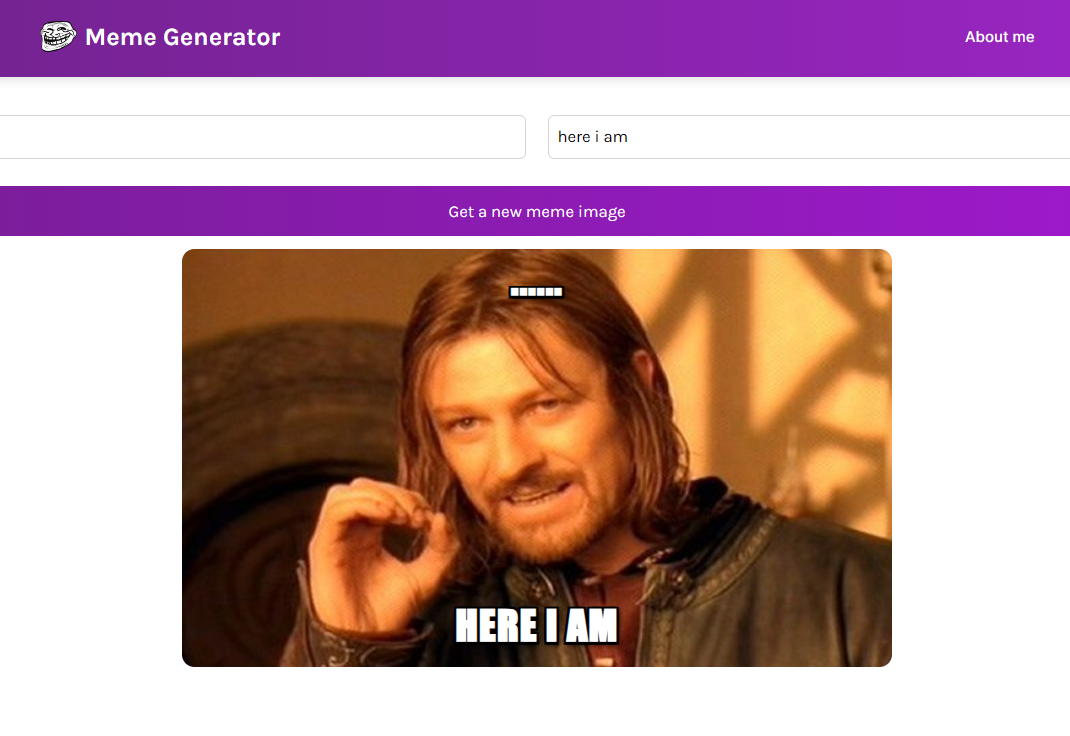 Meme Generator
About me
here i am
Get a new meme image
......
HERE I AM